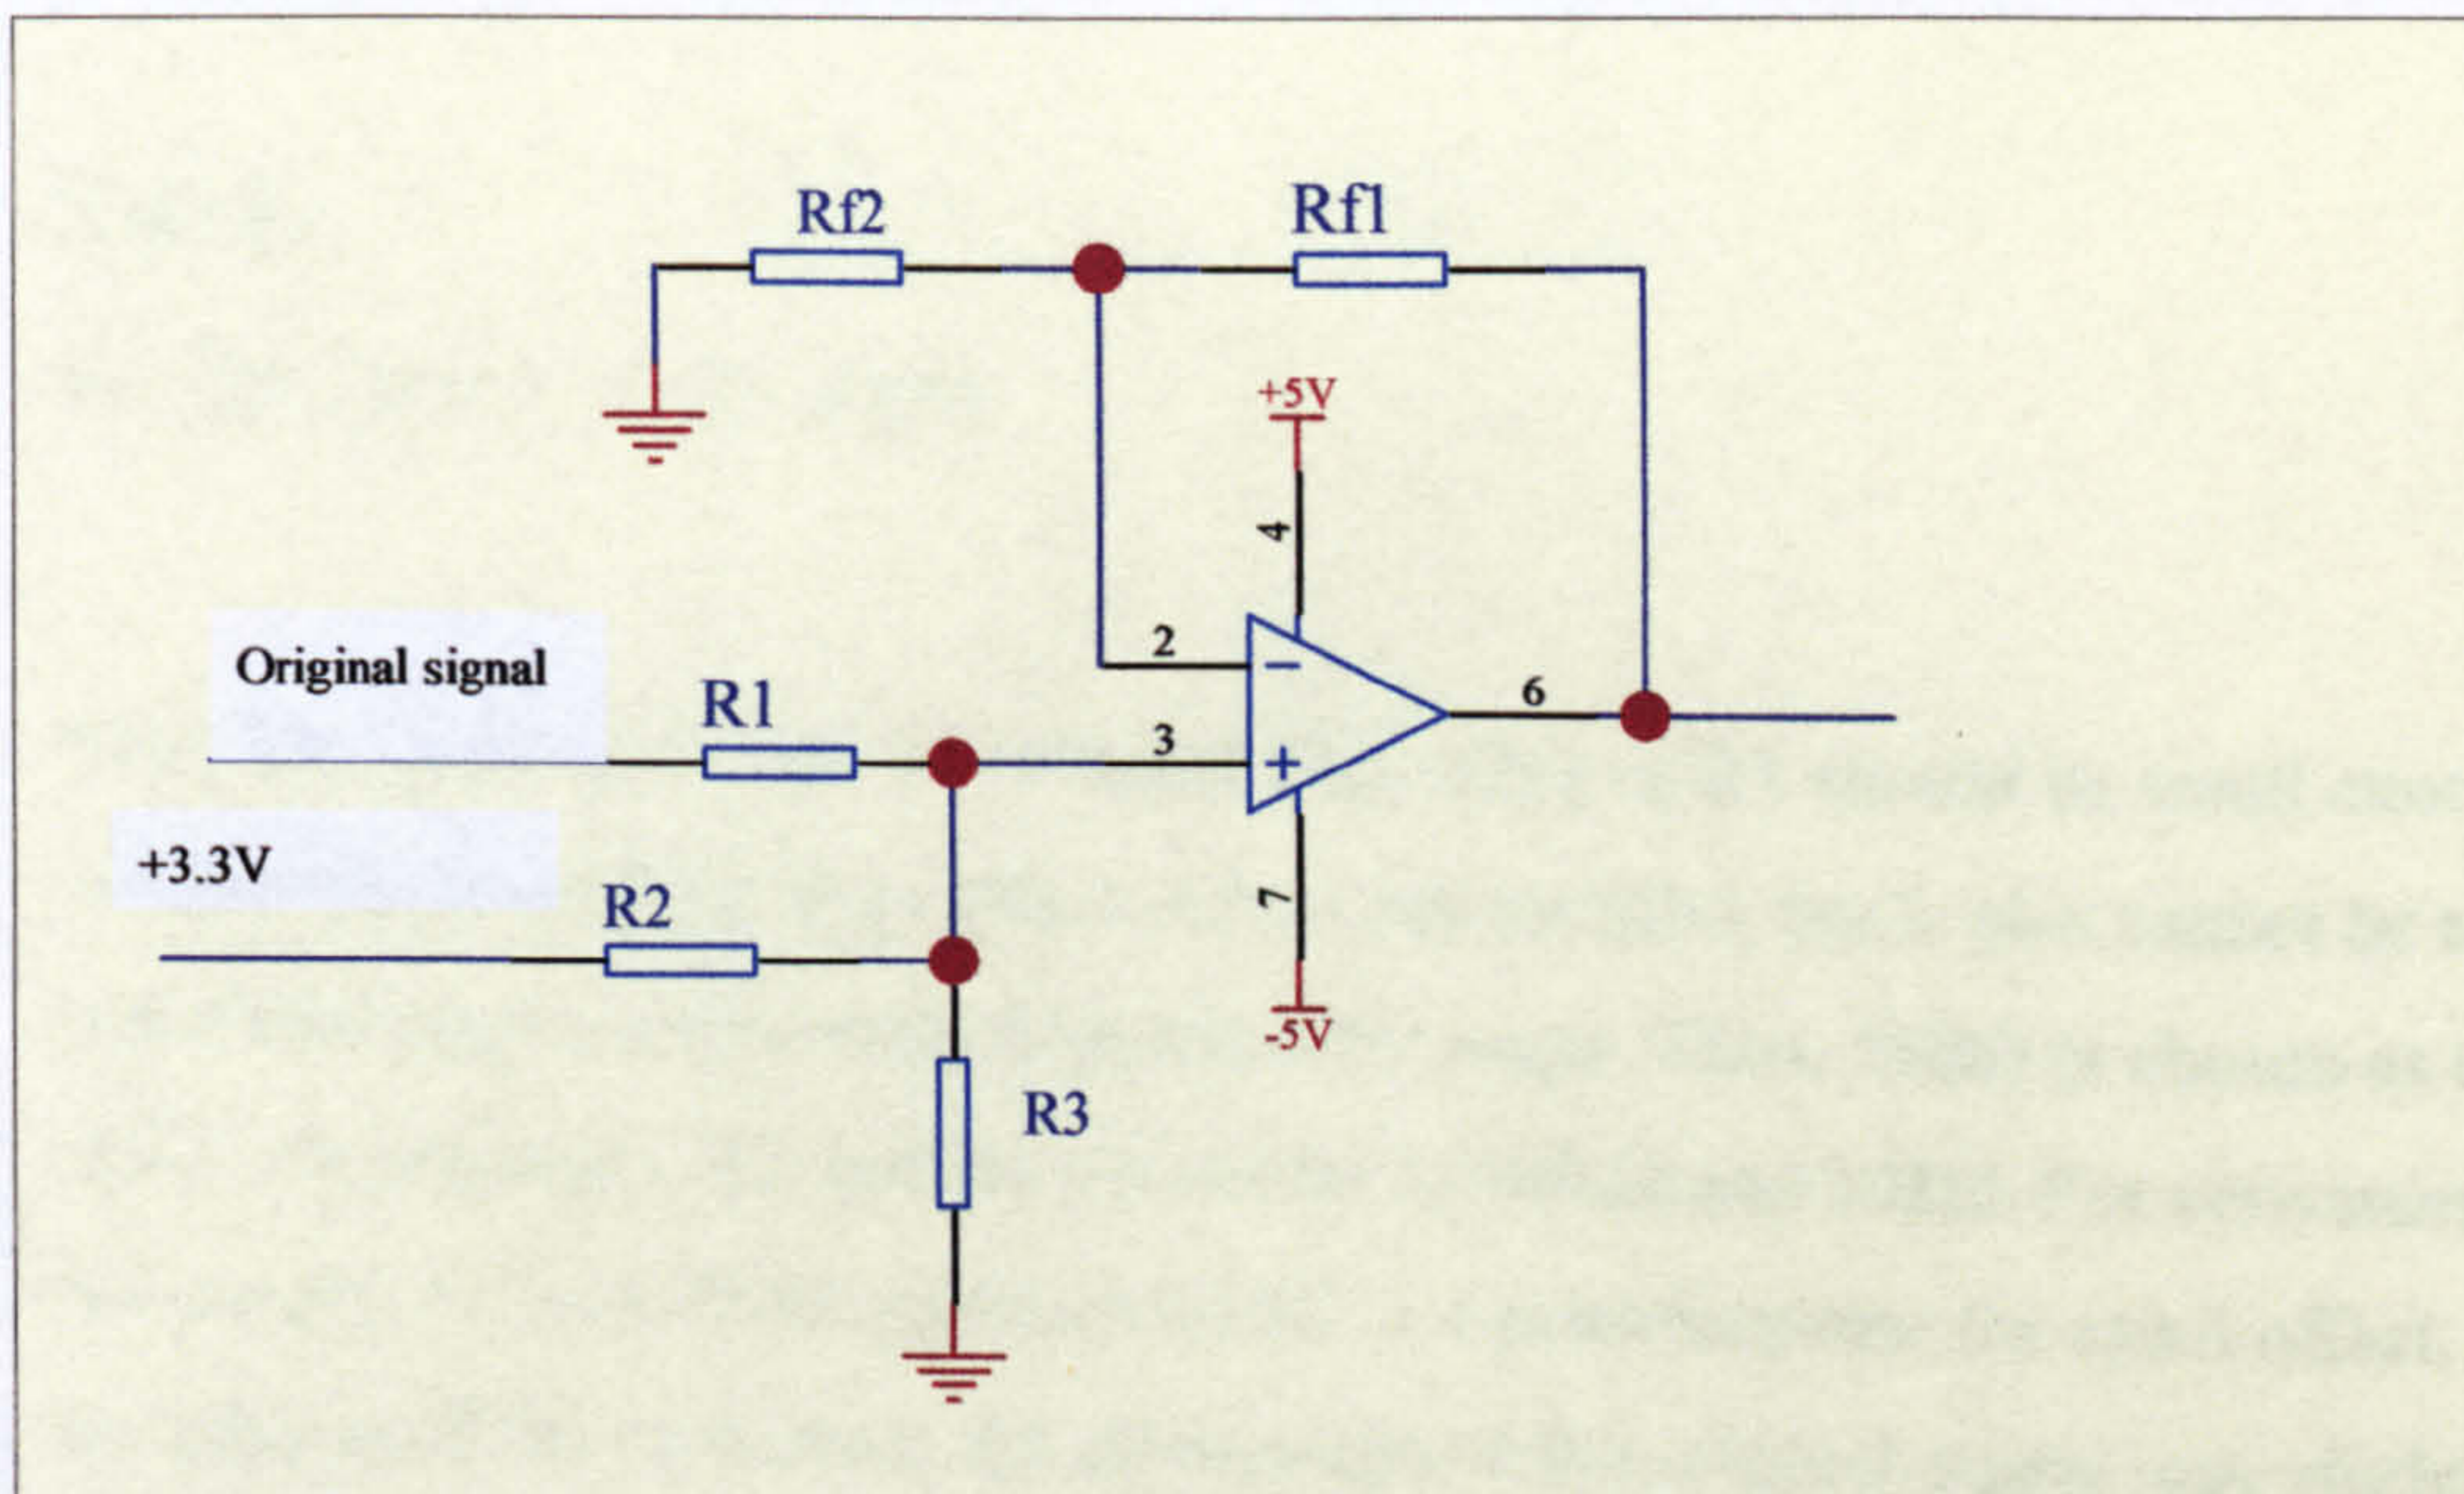 Rf2
Rf1
+5V
4
Original signal
2
6
R1
3
+3.3V
R2
7
-5V
R3